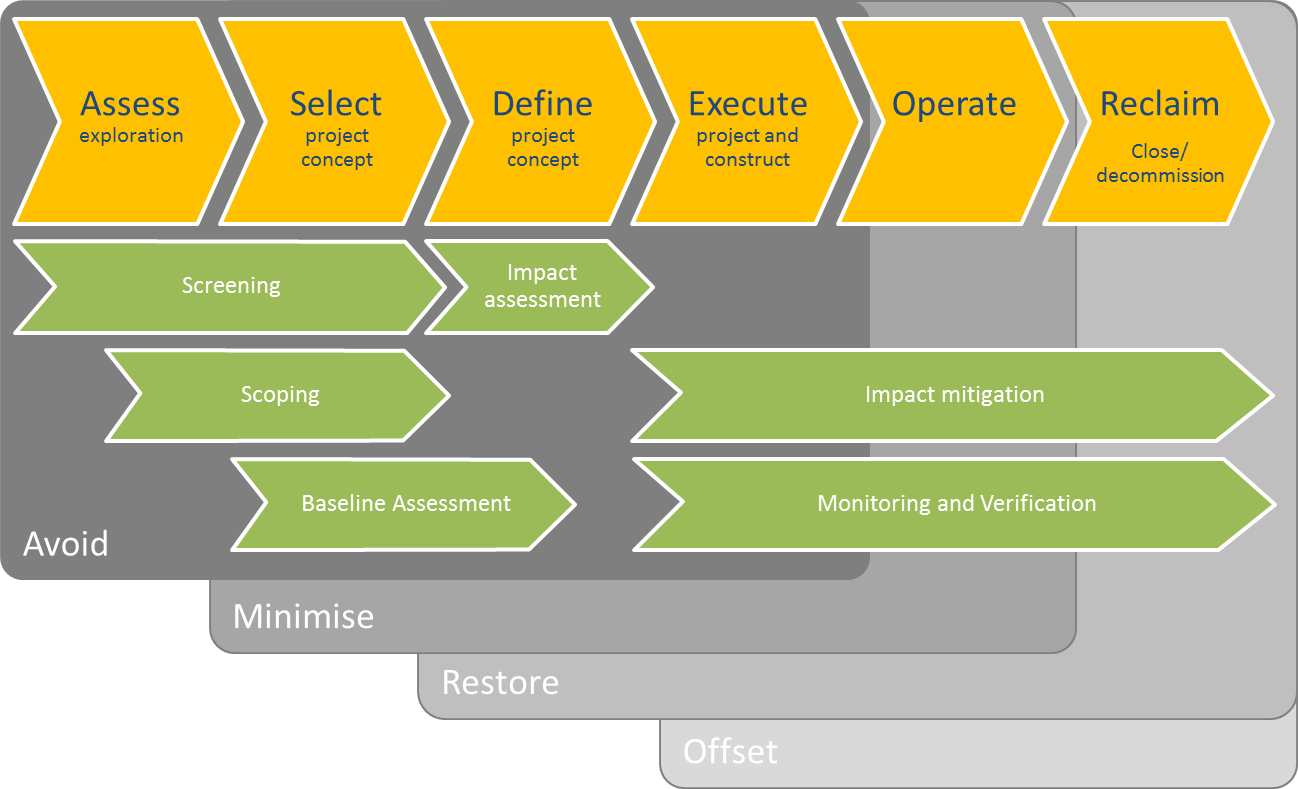 Assess
exploration
Select
project
concept
Define
project
concept
Execute
project and
construct
Operate
Reclaim
Close/
decommission
Screening
Impact
assessment
Scoping
Impact mitigation
Baseline Assessment
Monitoring and Verification
Avoid
Minimise
Restore
Offset